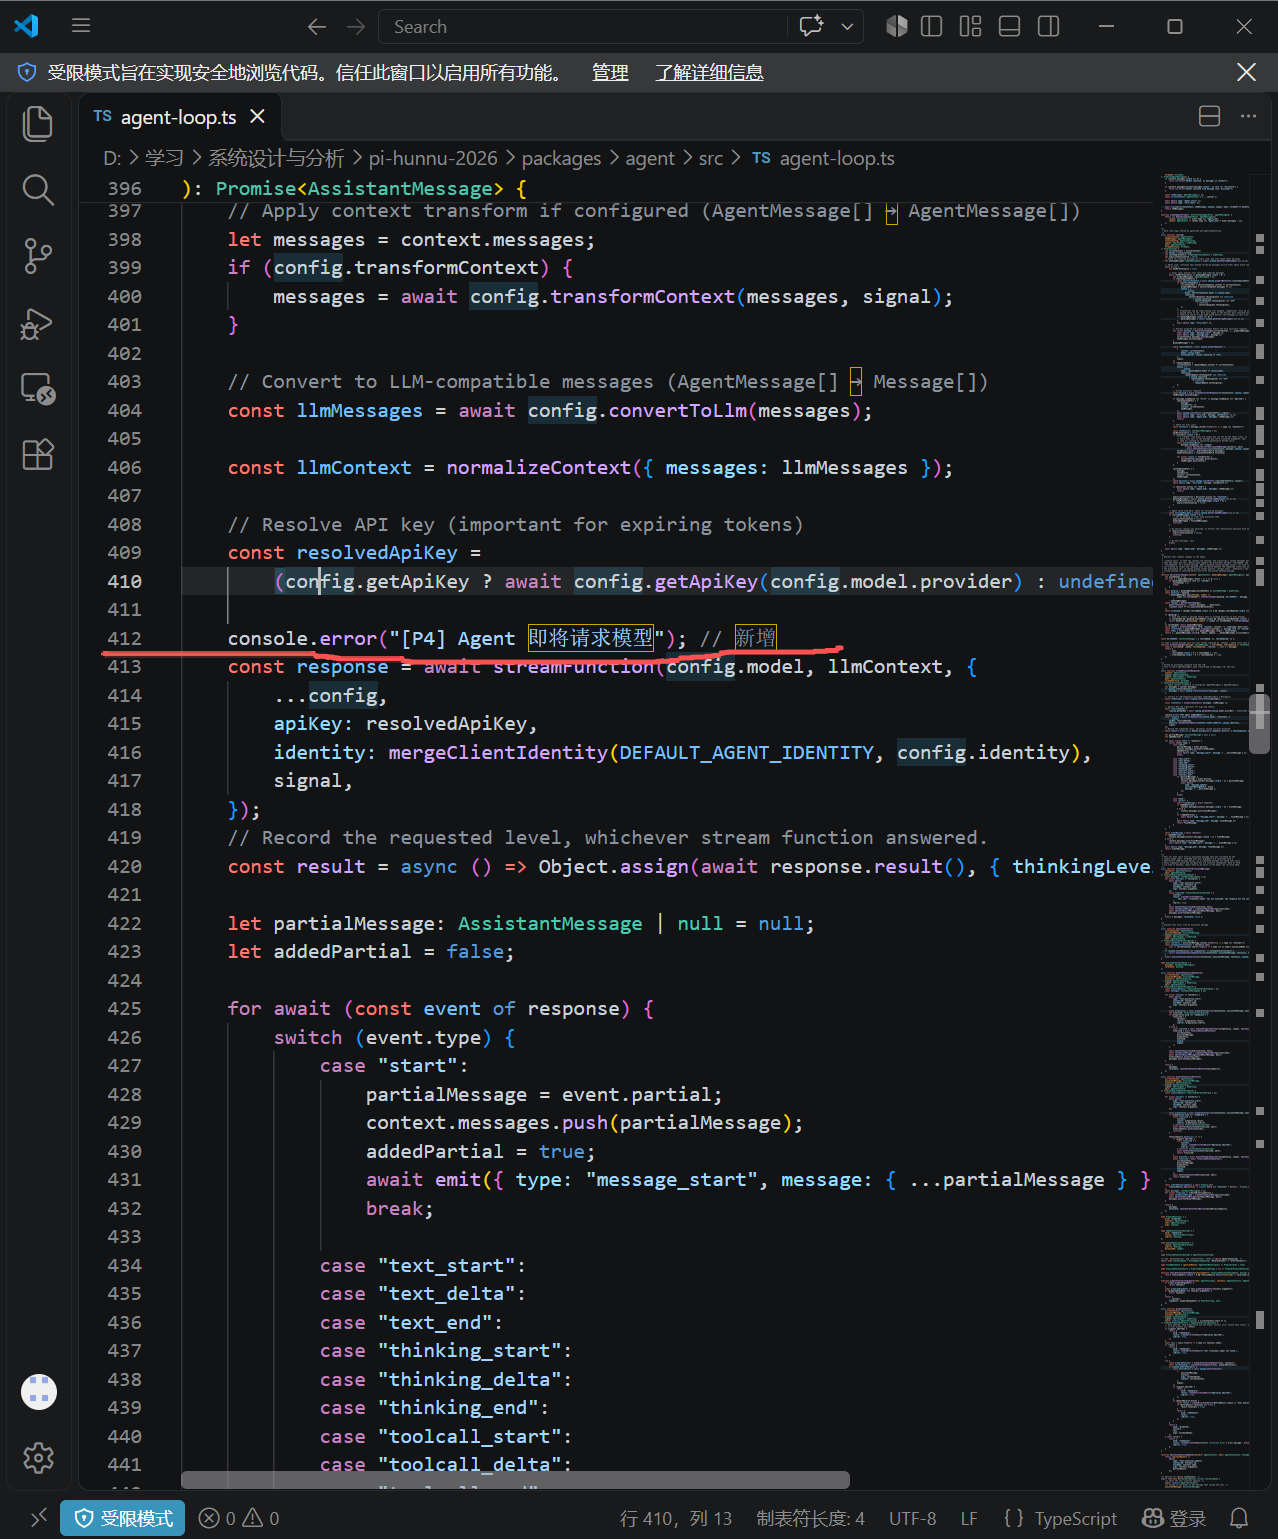 Search
受限模式旨在实现安全地浏览代码。信任此窗口以启用所有功能。 管理 了解详细信息
TS agent-loop.ts
D: > 学习 > 系统设计与分析 > pi-hunnu-2026 > packages > agent > src > TS agent-loop.ts
396 ): Promise<AssistantMessage> {
397 // Apply context transform if configured (AgentMessage[] → AgentMessage[])
398 let messages = context.messages;
399 if (config.transformContext) {
400 messages = await config.transformContext(messages, signal);
401 }
402
403 // Convert to LLM-compatible messages (AgentMessage[] → Message[])
404 const llmMessages = await config.convertToLlm(messages);
405
406 const llmContext = normalizeContext({ messages: llmMessages });
407
408 // Resolve API key (important for expiring tokens)
409 const resolvedApiKey =
410 (config.getApiKey ? await config.getApiKey(config.model.provider) : undefined
411
412 console.error("[P4] Agent 即将请求模型"); // 新增
413 const response = await streamFunction(config.model, llmContext, {
414 ...config,
415 apiKey: resolvedApiKey,
416 identity: mergeClientIdentity(DEFAULT_AGENT_IDENTITY, config.identity),
417 signal,
418 });
419 // Record the requested level, whichever stream function answered.
420 const result = async () => Object.assign(await response.result(), { thinkingLeve
421
422 let partialMessage: AssistantMessage | null = null;
423 let addedPartial = false;
424
425 for await (const event of response) {
426 switch (event.type) {
427 case "start":
428 partialMessage = event.partial;
429 context.messages.push(partialMessage);
430 addedPartial = true;
431 await emit({ type: "message_start", message: { ...partialMessage } }
432 break;
433
434 case "text_start":
435 case "text_delta":
436 case "text_end":
437 case "thinking_start":
438 case "thinking_delta":
439 case "thinking_end":
440 case "toolcall_start":
441 case "toolcall_delta":
受限模式 0 0 行 410，列 13 制表符长度: 4 UTF-8 LF {} TypeScript 登录